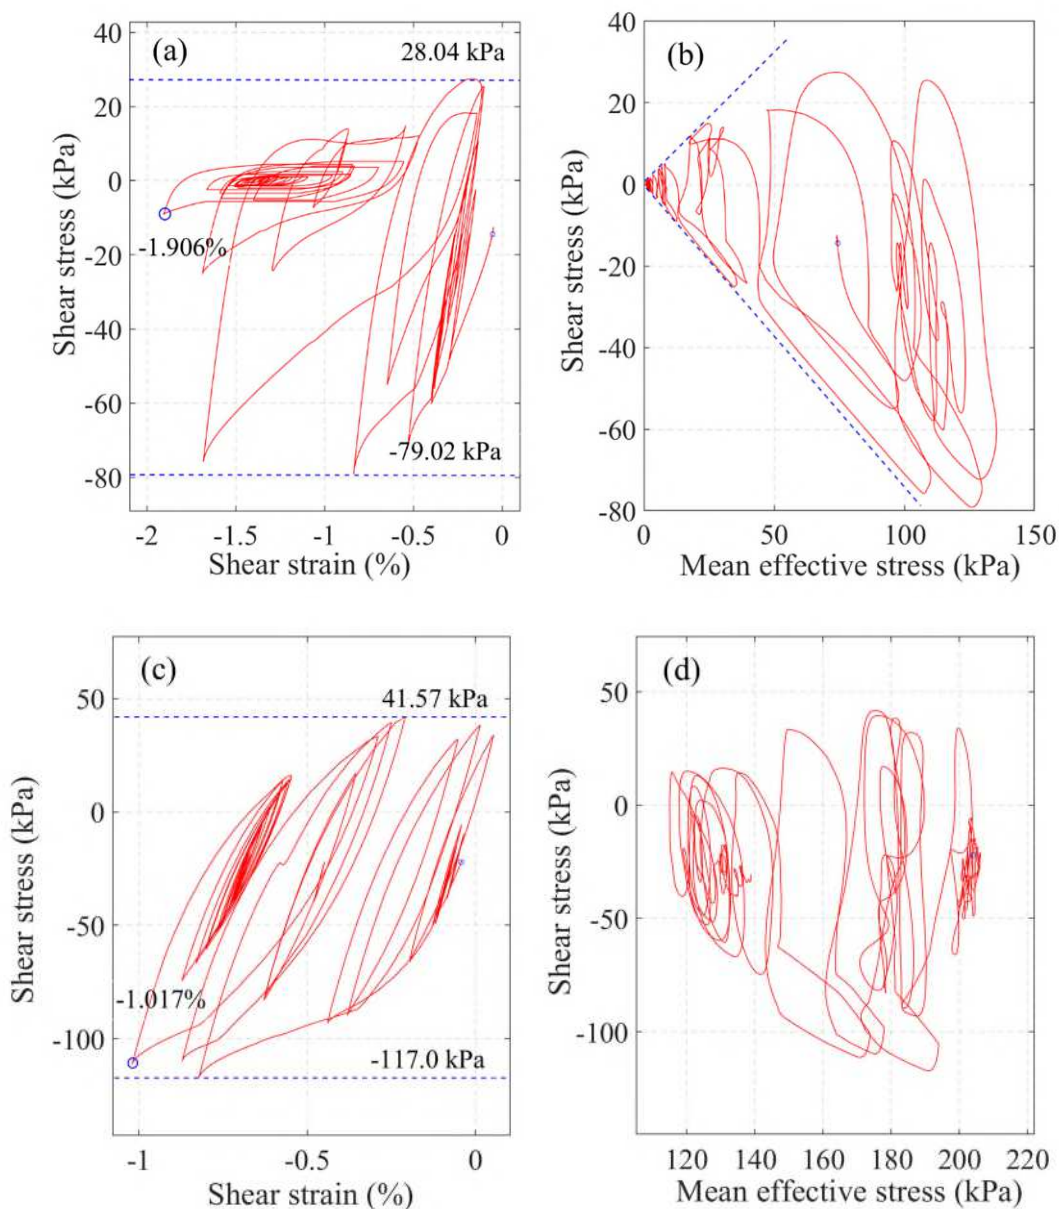 (a)
28.04 kPa
40
20
0
-20
-40
-60
-80
Shear stress (kPa)
-1.906%
-79.02 kPa
-2
-1.5
-1
-0.5
0
Shear strain (%)
(b)
40
20
0
-20
-40
-60
-80
Shear stress (kPa)
0
50
100
150
Mean effective stress (kPa)
(c)
41.57 kPa
50
0
-50
-100
Shear stress (kPa)
-1.017%
-117.0 kPa
-1
-0.5
0
Shear strain (%)
(d)
50
0
-50
-100
Shear stress (kPa)
120
140
160
180
200
220
Mean effective stress (kPa)